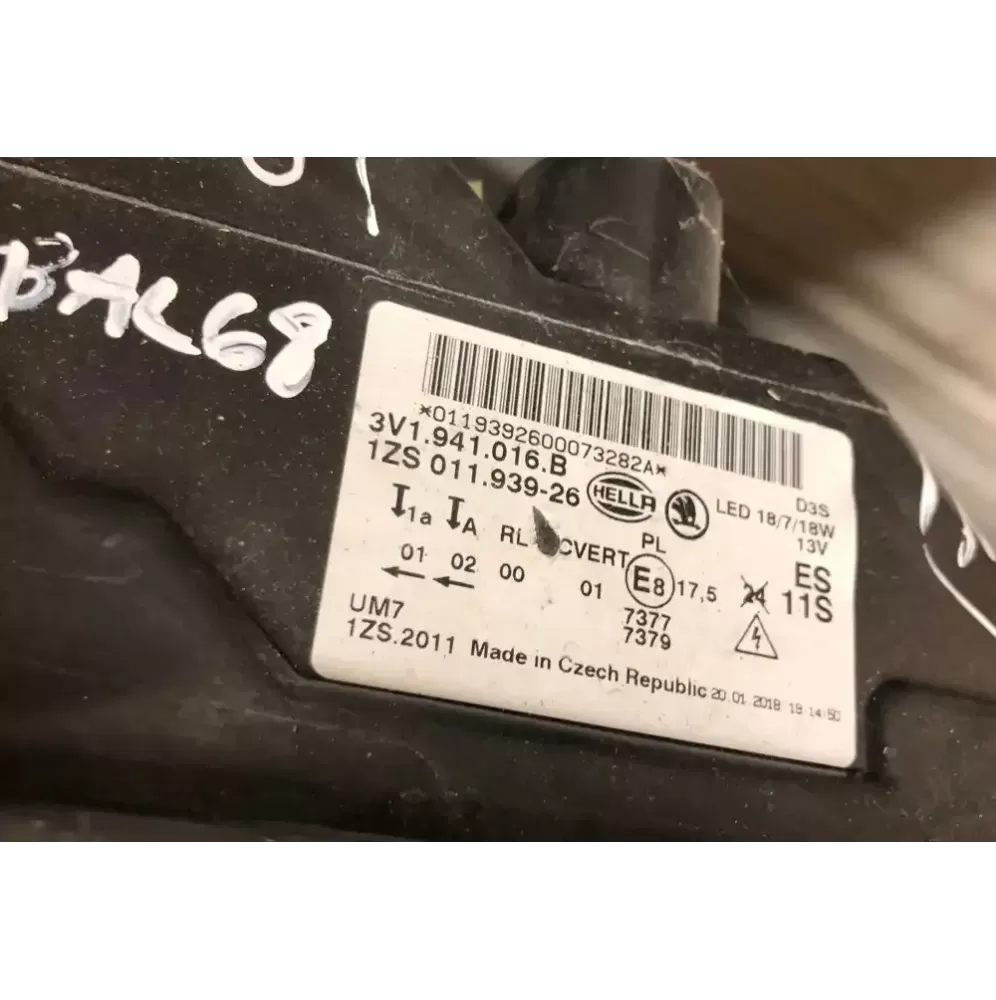 BAL68
*0119392600073282A*
3V1.941.016.B
1ZS 011.939-26 HELLA
D3S
LED 18/7/18W
13V
1a A RL CVERT PL
01 02 00 01 E8 17,5 24 ES
11S
7377
7379
UM7
1ZS.2011 Made in Czech Republic 20.01.2018 19:14:50